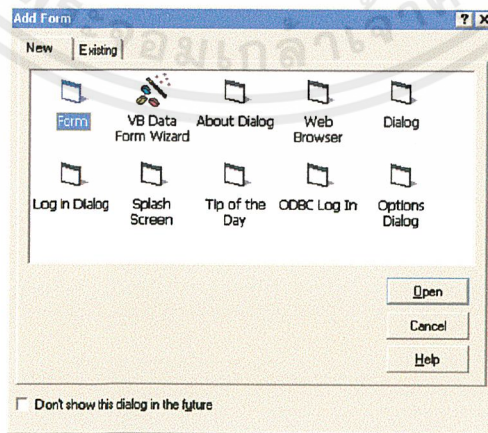 Add Form
New
Existing
Form
VB Data Form Wizard
About Dialog
Web Browser
Dialog
Log in Dialog
Splash Screen
Tip of the Day
ODBC Log In
Options Dialog
Open
Cancel
Help
Don't show this dialog in the future